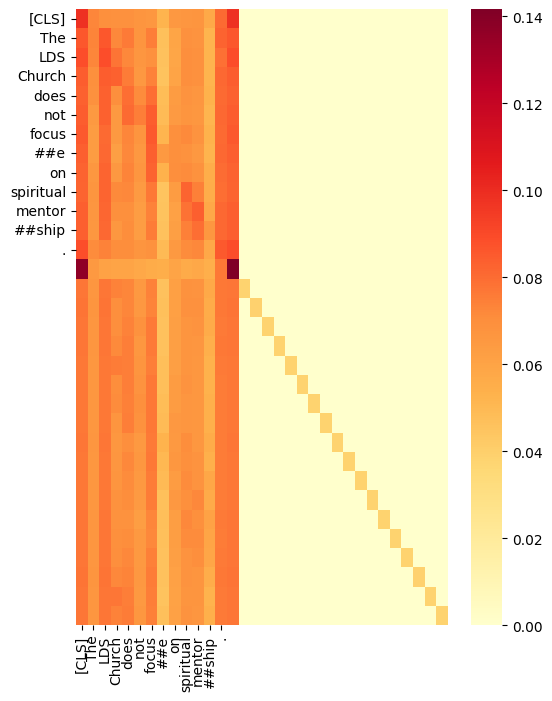 [CLS]
The
LDS
Church
does
not
focus
##e
on
spiritual
mentor
##ship
.
0.14
0.12
0.10
0.08
0.06
0.04
0.02
0.00
[CLS]
The
LDS
Church
does
not
focus
##e
on
spiritual
mentor
##ship
.